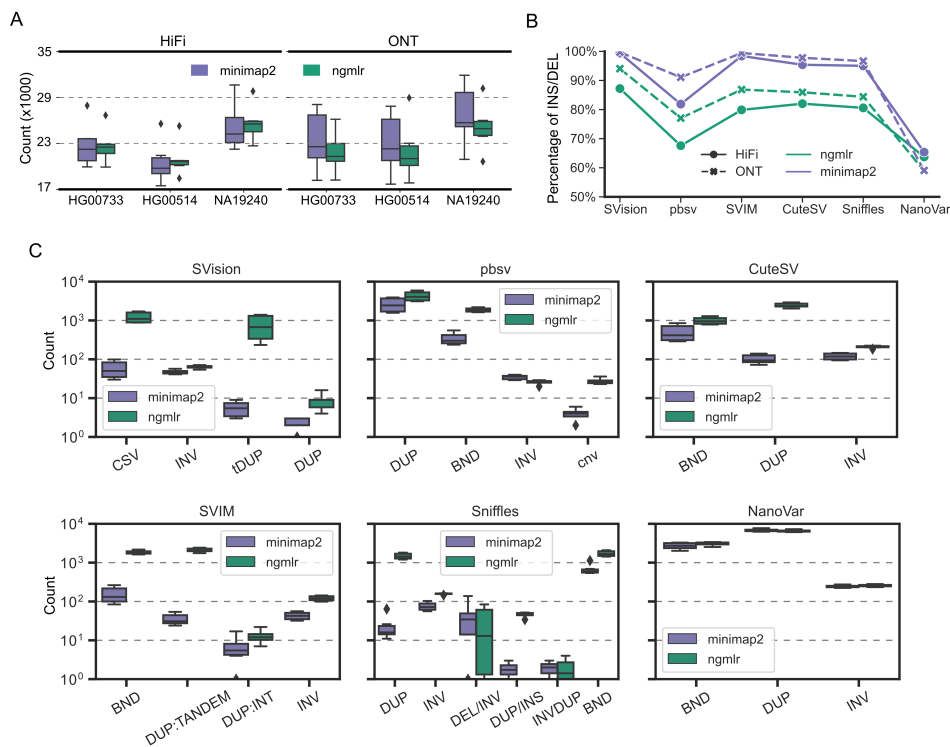 A
HiFi
ONT
35
29
23
17
Count (x1000)
minimap2
ngmlr
HG00733
HG00514
NA19240
HG00733
HG00514
NA19240
B
100%
90%
80%
70%
60%
50%
Percentage of INS/DEL
HiFi
ONT
ngmlr
minimap2
SVision
pbsv
SVIM
CuteSV
Sniffles
NanoVar
C
SVision
10^4
10^3
10^2
10^1
10^0
Count
minimap2
ngmlr
CSV
INV
tDUP
DUP
pbsv
minimap2
ngmlr
DUP
BND
INV
cnv
CuteSV
minimap2
ngmlr
BND
DUP
INV
SVIM
10^4
10^3
10^2
10^1
10^0
Count
minimap2
ngmlr
BND
DUP:TANDEM
DUP:INT
INV
Sniffles
minimap2
ngmlr
DUP
INV
DEL/INV
DUP/INS
INVDUP
BND
NanoVar
minimap2
ngmlr
BND
DUP
INV